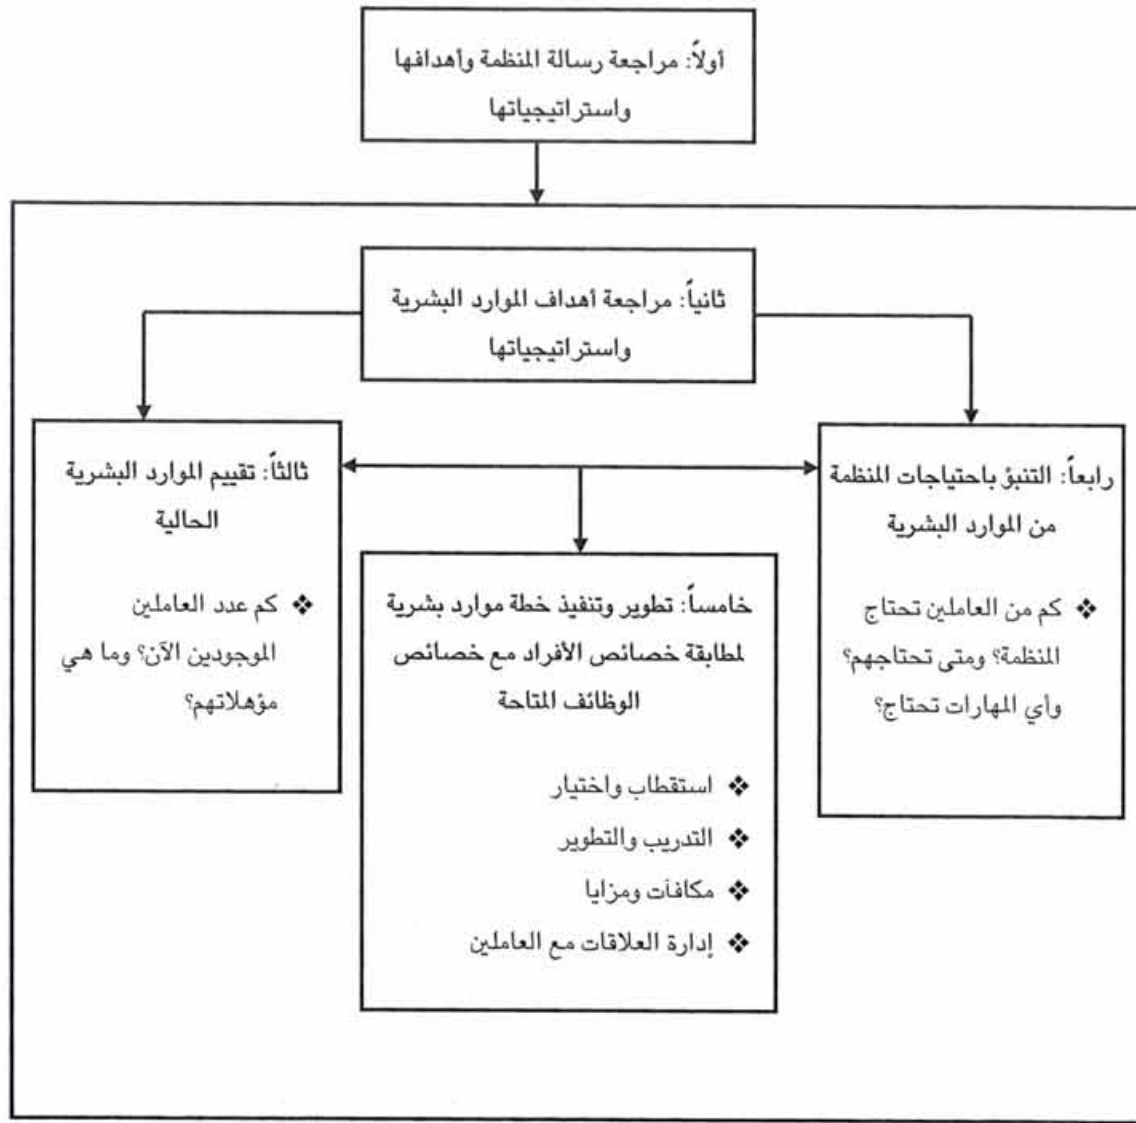 أولاً: مراجعة رسالة المنظمة وأهدافها
واستراتيجياتها
ثانياً: مراجعة أهداف الموارد البشرية
واستراتيجياتها
ثالثاً: تقييم الموارد البشرية
الحالية
❖ كم عدد العاملين
الموجودين الآن؟ وما هي
مؤهلاتهم؟
رابعاً: التنبؤ باحتياجات المنظمة
من الموارد البشرية
❖ كم من العاملين تحتاج
المنظمة؟ ومتى تحتاجهم؟
وأي المهارات تحتاج؟
خامساً: تطوير وتنفيذ خطة موارد بشرية
لمطابقة خصائص الأفراد مع خصائص
الوظائف المتاحة
❖ استقطاب واختيار
❖ التدريب والتطوير
❖ مكافآت ومزايا
❖ إدارة العلاقات مع العاملين